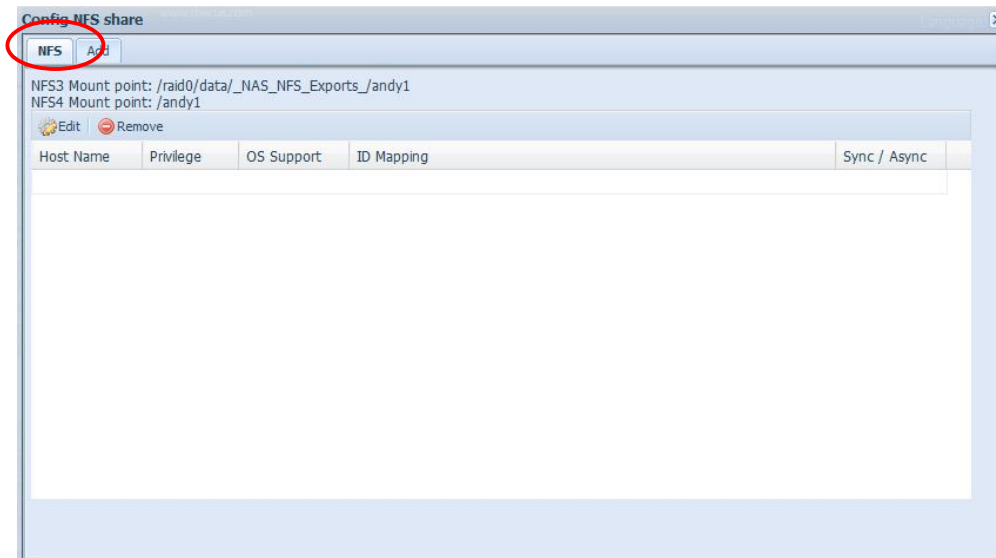 Config NFS share
NFS Add
NFS3 Mount point: /raid0/data/_NAS_NFS_Exports_/andy1
NFS4 Mount point: /andy1
Edit Remove
Host Name Privilege OS Support ID Mapping Sync / Async